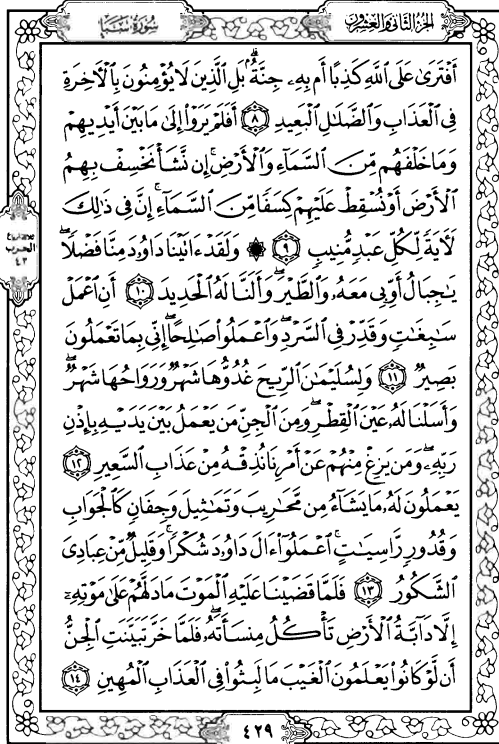 الجزء الثاني والعشرون
سورة سبإ
أَفْتَرَىٰ عَلَى ٱللَّهِ كَذِبًا أَم بِهِۦ جِنَّةٌۢ ۗ بَلِ ٱلَّذِينَ لَا يُؤْمِنُونَ بِٱلْـَٔاخِرَةِ
فِى ٱلْعَذَابِ وَٱلضَّلَـٰلِ ٱلْبَعِيدِ ٨ أَفَلَمْ يَرَوْا۟ إِلَىٰ مَا بَيْنَ أَيْدِيهِمْ
وَمَا خَلْفَهُم مِّنَ ٱلسَّمَآءِ وَٱلْأَرْضِ ۚ إِن نَّشَأْ نَخْسِفْ بِهِمُ
ٱلْأَرْضَ أَوْ نُسْقِطْ عَلَيْهِمْ كِسَفًا مِّنَ ٱلسَّمَآءِ ۚ إِنَّ فِى ذَٰلِكَ
لَـَٔايَةً لِّكُلِّ عَبْدٍ مُّنِيبٍ ٩ ۞ وَلَقَدْ ءَاتَيْنَا دَاوُۥدَ مِنَّا فَضْلًا ۖ
يَـٰجِبَالُ أَوِّبِى مَعَهُۥ وَٱلطَّيْرَ ۖ وَأَلَنَّا لَهُ ٱلْحَدِيدَ ١٠ أَنِ ٱعْمَلْ
سَـٰبِغَـٰتٍ وَقَدِّرْ فِى ٱلسَّرْدِ ۖ وَٱعْمَلُوا۟ صَـٰلِحًا ۖ إِنِّى بِمَا تَعْمَلُونَ
بَصِيرٌ ١١ وَلِسُلَيْمَـٰنَ ٱلرِّيحَ غُدُوُّهَا شَهْرٌ وَرَوَاحُهَا شَهْرٌ ۖ
وَأَسَلْنَا لَهُۥ عَيْنَ ٱلْقِطْرِ ۖ وَمِنَ ٱلْجِنِّ مَن يَعْمَلُ بَيْنَ يَدَيْهِ بِإِذْنِ
رَبِّهِۦ ۖ وَمَن يَزِغْ مِنْهُمْ عَنْ أَمْرِنَا نُذِقْهُ مِنْ عَذَابِ ٱلسَّعِيرِ ١٢
يَعْمَلُونَ لَهُۥ مَا يَشَآءُ مِن مَّحَـٰرِيبَ وَتَمَـٰثِيلَ وَجِفَانٍ كَٱلْجَوَابِ
وَقُدُورٍ رَّاسِيَـٰتٍ ۚ ٱعْمَلُوٓا۟ ءَالَ دَاوُۥدَ شُكْرًا ۚ وَقَلِيلٌ مِّنْ عِبَادِىَ
ٱلشَّكُورُ ١٣ فَلَمَّا قَضَيْنَا عَلَيْهِ ٱلْمَوْتَ مَا دَلَّهُمْ عَلَىٰ مَوْتِهِۦٓ
إِلَّا دَآبَّةُ ٱلْأَرْضِ تَأْكُلُ مِنسَأَتَهُۥ ۖ فَلَمَّا خَرَّ تَبَيَّنَتِ ٱلْجِنُّ
أَن لَّوْ كَانُوا۟ يَعْلَمُونَ ٱلْغَيْبَ مَا لَبِثُوا۟ فِى ٱلْعَذَابِ ٱلْمُهِينِ ١٤
الحزب
٤٣
٤٢٩